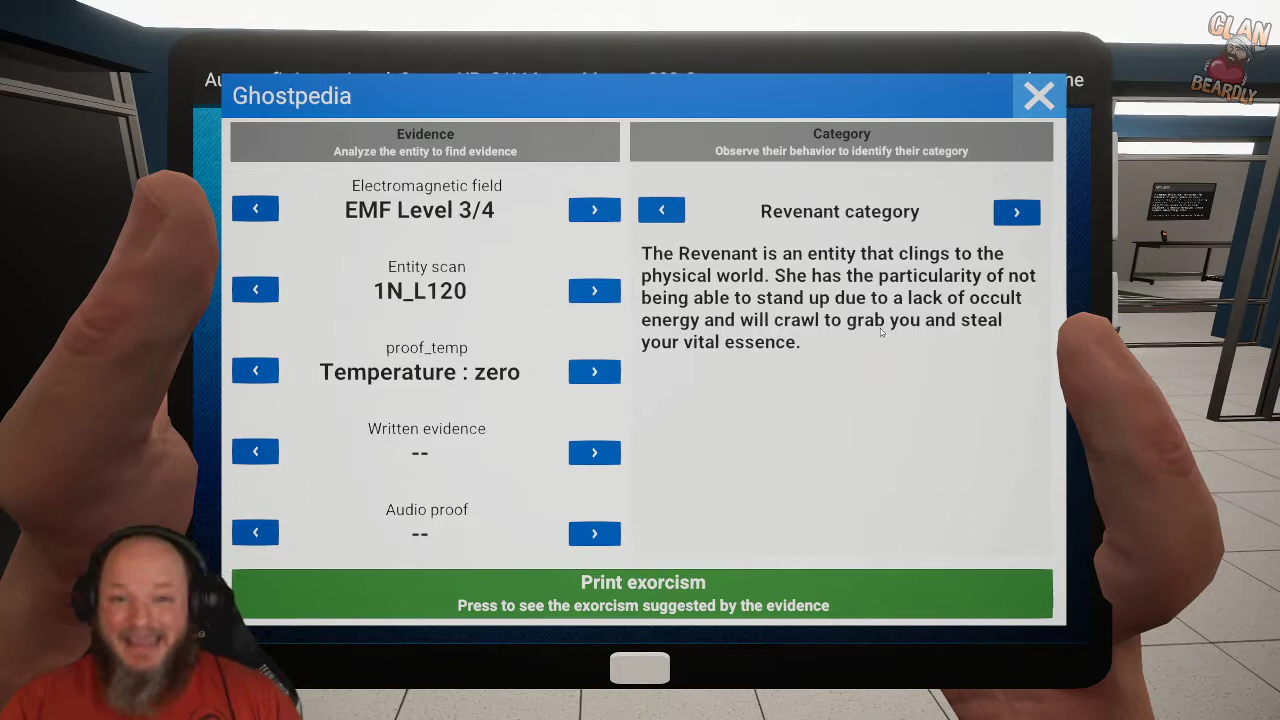 CLAN
BEARDLY
Ghostpedia
Evidence
Analyze the entity to find evidence
Category
Observe their behavior to identify their category
Electromagnetic field
EMF Level 3/4
Entity scan
1N_L120
proof_temp
Temperature : zero
Written evidence
--
Audio proof
--
Revenant category
The Revenant is an entity that clings to the
physical world. She has the particularity of not
being able to stand up due to a lack of occult
energy and will crawl to grab you and steal
your vital essence.
Print exorcism
Press to see the exorcism suggested by the evidence